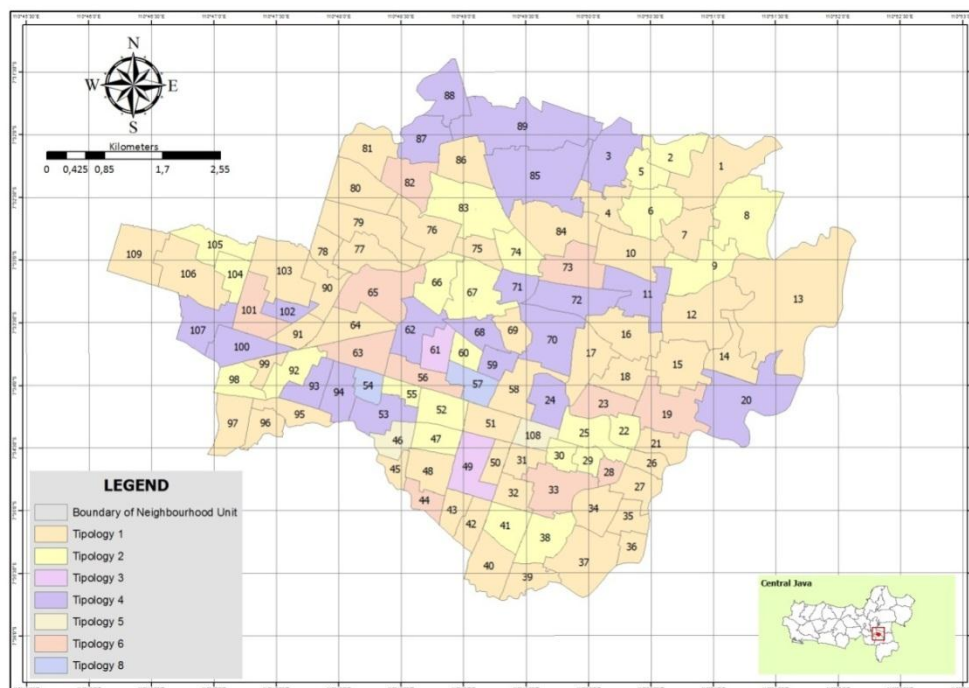 N
W E
S
Kilometers
0 0,425 0,85 1,7 2,55
88
89
87
81 86 3 2 1
82 85 5
80 83 4 6 8
79 76 84 7
78 77 75 74 10 9
109 105 73
106 104 103 66 71 11 13
101 90 65 67 72
107 102 64 62 68 69 70 16 12
100 91 61 60 17 14
99 63 56 59 18 15
98 92 54 57 58 24 23 20
93 94 55 19
97 96 95 53 52 51 25 22
46 47 108 21
45 48 49 50 31 30 29 28 26
44 32 33 27
43 42 41 34 35
38 36
40 39 37
LEGEND
Boundary of Neighbourhood Unit
Tipology 1
Tipology 2
Tipology 3
Tipology 4
Tipology 5
Tipology 6
Tipology 8
Central Java